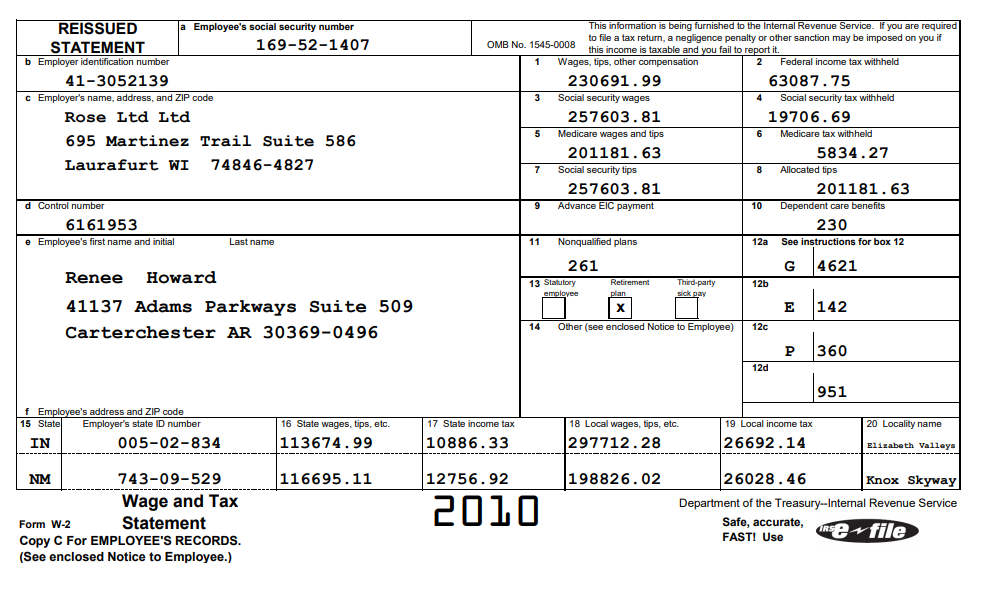 REISSUED STATEMENT
a Employee's social security number
169-52-1407
OMB No. 1545-0008
This information is being furnished to the Internal Revenue Service. If you are required
to file a tax return, a negligence penalty or other sanction may be imposed on you if
this income is taxable and you fail to report it.
b Employer identification number
41-3052139
1 Wages, tips, other compensation
230691.99
2 Federal income tax withheld
63087.75
c Employer's name, address, and ZIP code
Rose Ltd Ltd
695 Martinez Trail Suite 586
Laurafurt WI 74846-4827
3 Social security wages
257603.81
4 Social security tax withheld
19706.69
5 Medicare wages and tips
201181.63
6 Medicare tax withheld
5834.27
7 Social security tips
257603.81
8 Allocated tips
201181.63
d Control number
6161953
9 Advance EIC payment
10 Dependent care benefits
230
e Employee's first name and initial Last name
Renee Howard
41137 Adams Parkways Suite 509
Carterchester AR 30369-0496
f Employee's address and ZIP code
11 Nonqualified plans
261
12a See instructions for box 12
G 4621
13 Statutory employee
Retirement plan
Third-party sick pay
X
12b
E 142
14 Other (see enclosed Notice to Employee)
12c
P 360
12d
951
15 State Employer's state ID number 16 State wages, tips, etc. 17 State income tax 18 Local wages, tips, etc. 19 Local income tax 20 Locality name
IN 005-02-834 113674.99 10886.33 297712.28 26692.14 Elizabeth Valleys
NM 743-09-529 116695.11 12756.92 198826.02 26028.46 Knox Skyway
Form W-2
Wage and Tax
Statement
2010
Department of the Treasury--Internal Revenue Service
Copy C For EMPLOYEE'S RECORDS.
(See enclosed Notice to Employee.)
Safe, accurate,
FAST! Use
IRS e-file